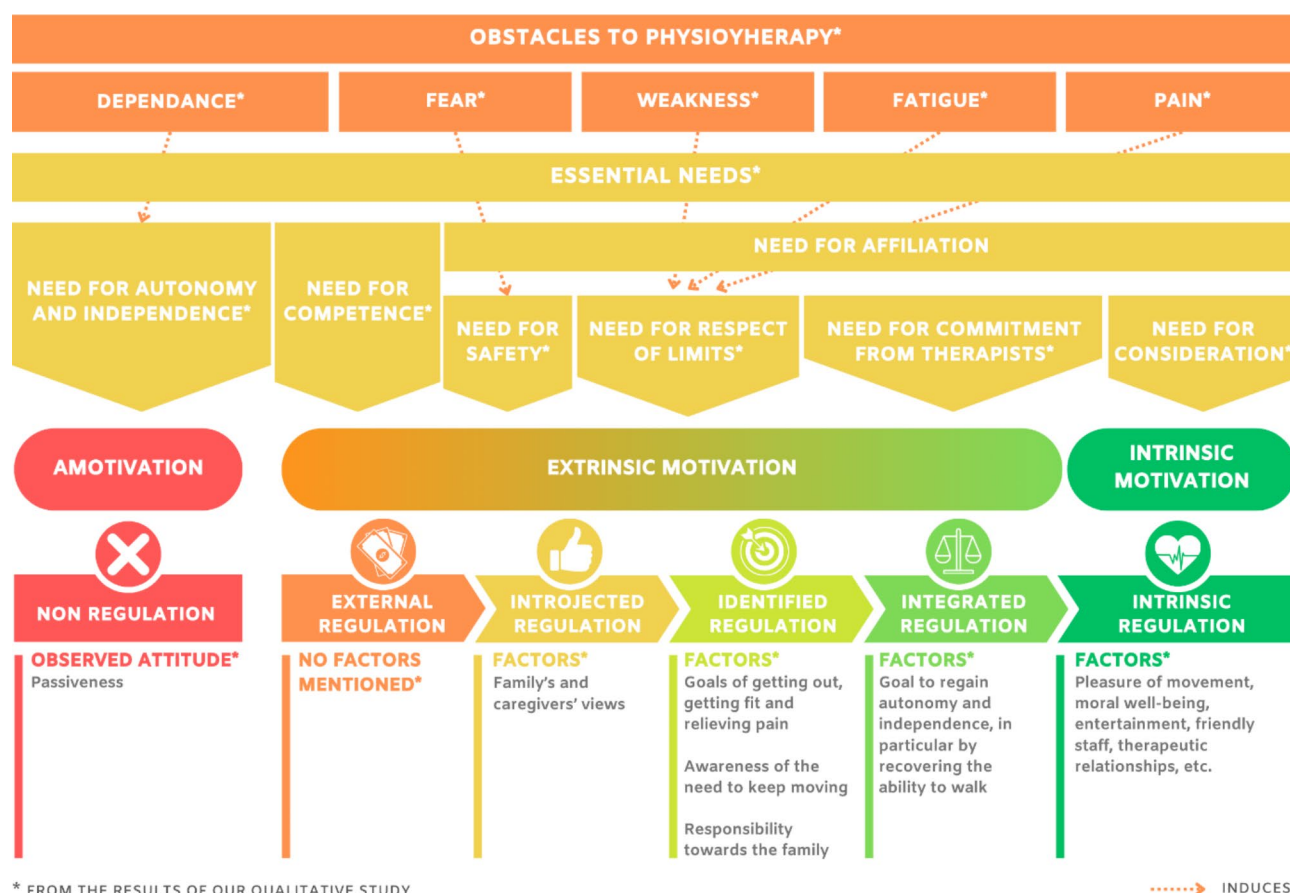 OBSTACLES TO PHYSIOYHERAPY*
DEPENDANCE*
FEAR*
WEAKNESS*
FATIGUE*
PAIN*
ESSENTIAL NEEDS*
NEED FOR AUTONOMY
AND INDEPENDENCE*
NEED FOR
COMPETENCE*
NEED FOR AFFILIATION
NEED FOR
SAFETY*
NEED FOR RESPECT
OF LIMITS*
NEED FOR COMMITMENT
FROM THERAPISTS*
NEED FOR
CONSIDERATION*
AMOTIVATION
EXTRINSIC MOTIVATION
INTRINSIC
MOTIVATION
NON REGULATION
EXTERNAL
REGULATION
INTROJECTED
REGULATION
IDENTIFIED
REGULATION
INTEGRATED
REGULATION
INTRINSIC
REGULATION
OBSERVED ATTITUDE*
Passiveness
NO FACTORS
MENTIONED*
FACTORS*
Family's and
caregivers' views
FACTORS*
Goals of getting out,
getting fit and
relieving pain
Awareness of the
need to keep moving
Responsibility
towards the family
FACTORS*
Goal to regain
autonomy and
independence, in
particular by
recovering the
ability to walk
FACTORS*
Pleasure of movement,
moral well-being,
entertainment, friendly
staff, therapeutic
relationships, etc.
* FROM THE RESULTS OF OUR QUALITATIVE STUDY
INDUCES